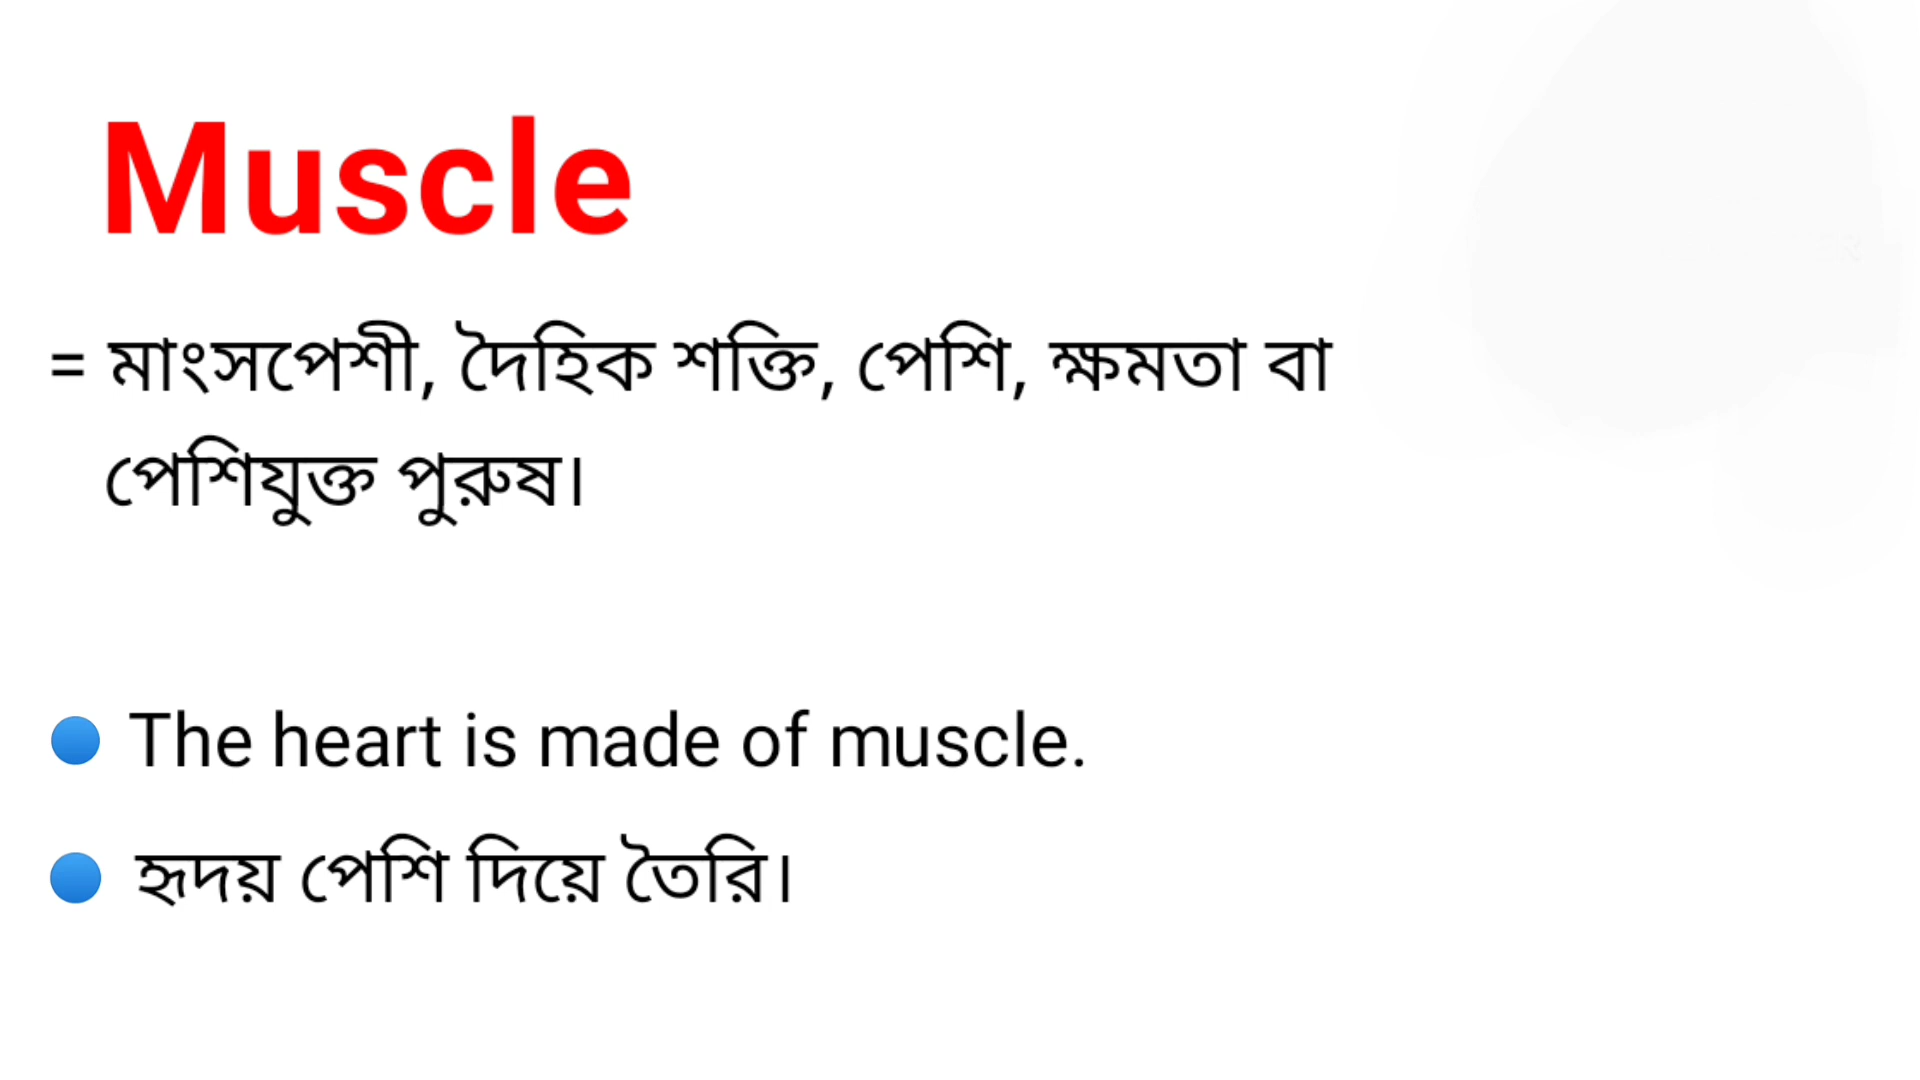 Muscle
= মাংসপেশী, দৈহিক শক্তি, পেশি, ক্ষমতা বা
পেশিযুক্ত পুরুষ।
The heart is made of muscle.
হৃদয় পেশি দিয়ে তৈরি।